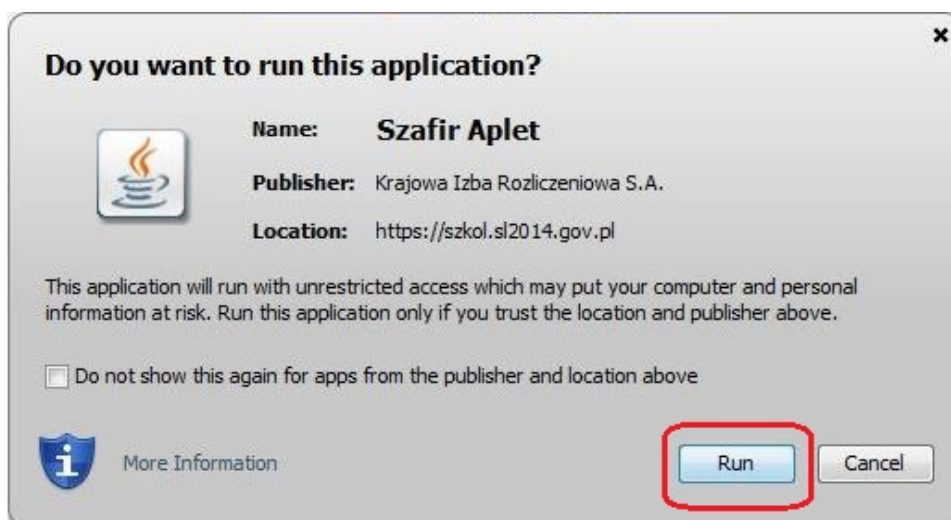 Do you want to run this application?
Name: Szafir Aplet
Publisher: Krajowa Izba Rozliczeniowa S.A.
Location: https://szkol.sl2014.gov.pl
This application will run with unrestricted access which may put your computer and personal
information at risk. Run this application only if you trust the location and publisher above.
Do not show this again for apps from the publisher and location above
More Information
Run Cancel